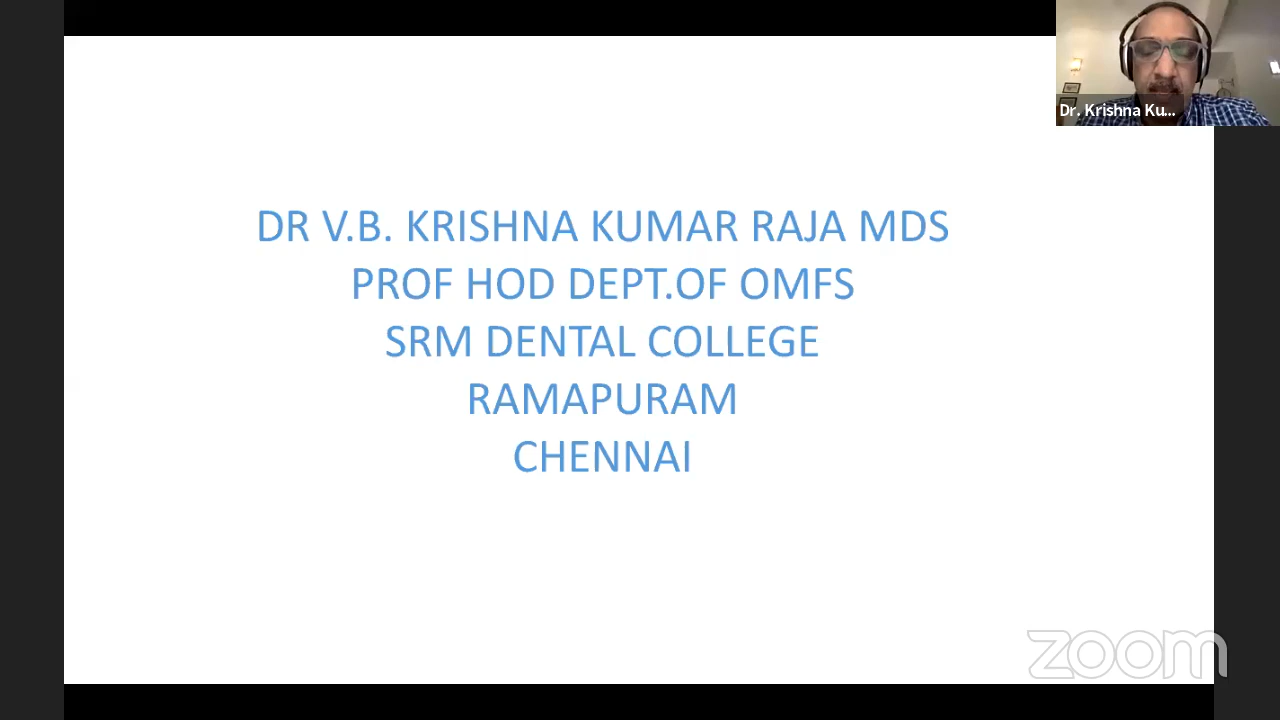 Dr. Krishna Ku...
DR V.B. KRISHNA KUMAR RAJA MDS
PROF HOD DEPT.OF OMFS
SRM DENTAL COLLEGE
RAMAPURAM
CHENNAI
zoom